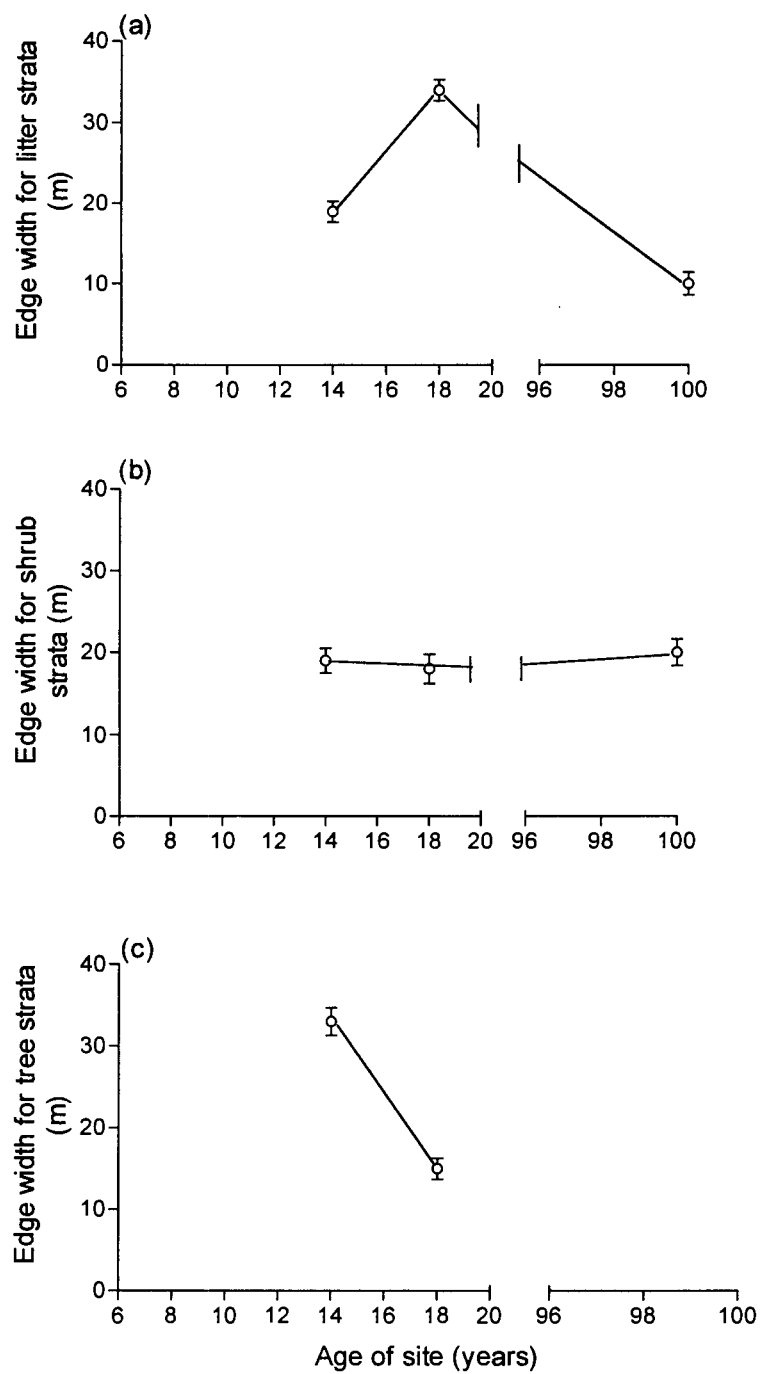 (a)
Edge width for litter strata
(m)
40
30
20
10
0
6 8 10 12 14 16 18 20 96 98 100
(b)
Edge width for shrub
strata (m)
40
30
20
10
0
6 8 10 12 14 16 18 20 96 98 100
(c)
Edge width for tree strata
(m)
40
30
20
10
0
6 8 10 12 14 16 18 20 96 98 100
Age of site (years)